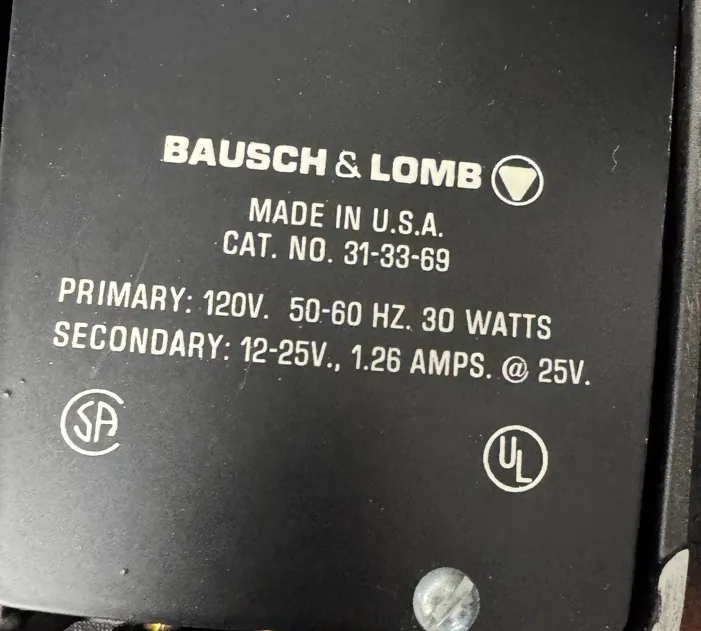 BAUSCH & LOMB
MADE IN U.S.A.
CAT. NO. 31-33-69
PRIMARY: 120V. 50-60 HZ. 30 WATTS
SECONDARY: 12-25V., 1.26 AMPS. @ 25V.
SA
UL